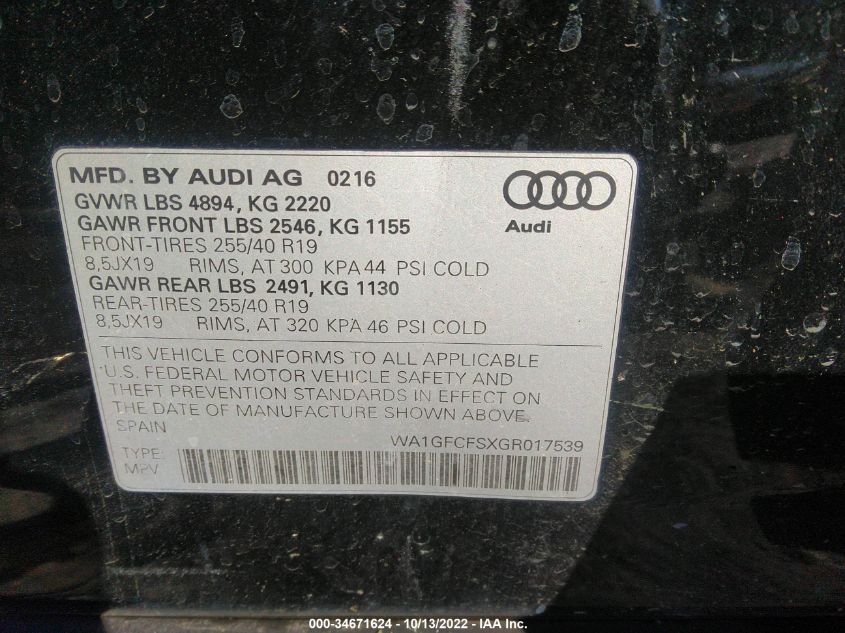 MFD. BY AUDI AG 0216
GVWR LBS 4894, KG 2220
GAWR FRONT LBS 2546, KG 1155
FRONT-TIRES 255/40 R19
8,5JX19 RIMS, AT 300 KPA 44 PSI COLD
GAWR REAR LBS 2491, KG 1130
REAR-TIRES 255/40 R19
8,5JX19 RIMS, AT 320 KPA 46 PSI COLD
Audi
THIS VEHICLE CONFORMS TO ALL APPLICABLE
U.S. FEDERAL MOTOR VEHICLE SAFETY AND
THEFT PREVENTION STANDARDS IN EFFECT ON
THE DATE OF MANUFACTURE SHOWN ABOVE.
SPAIN
WA1GFCFSXGR017539
TYPE:
MPV
000-34671624 - 10/13/2022 - IAA Inc.